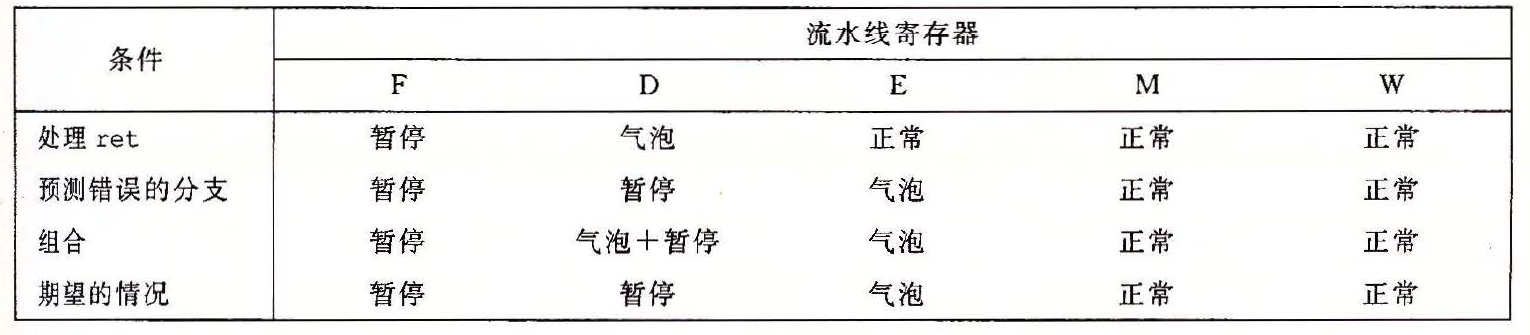 条件 流水线寄存器
F D E M W
处理 ret 暂停 气泡 正常 正常 正常
预测错误的分支 暂停 暂停 气泡 正常 正常
组合 暂停 气泡+暂停 气泡 正常 正常
期望的情况 暂停 暂停 气泡 正常 正常